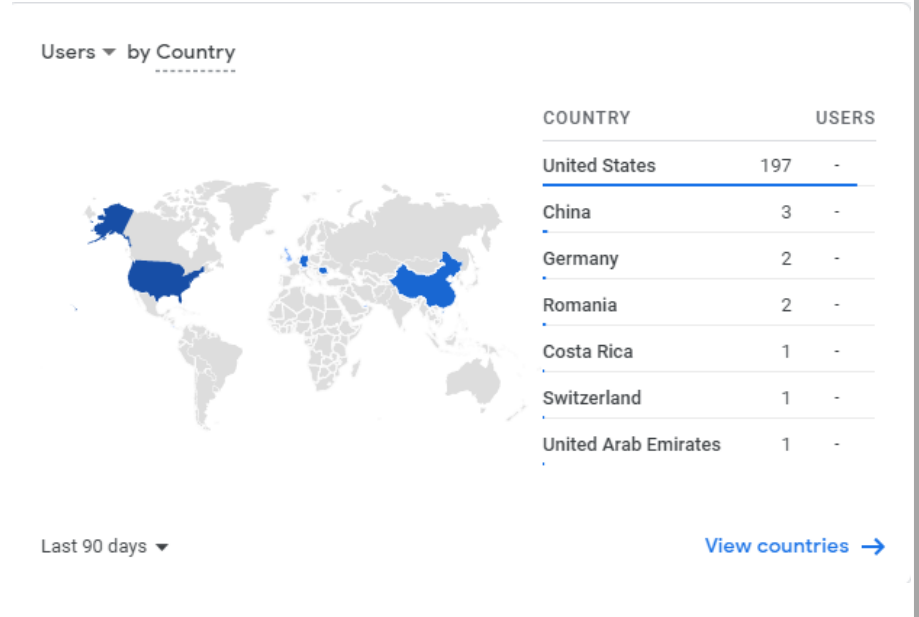 Users by Country
COUNTRY USERS
United States 197 -
China 3 -
Germany 2 -
Romania 2 -
Costa Rica 1 -
Switzerland 1 -
United Arab Emirates 1 -
Last 90 days View countries